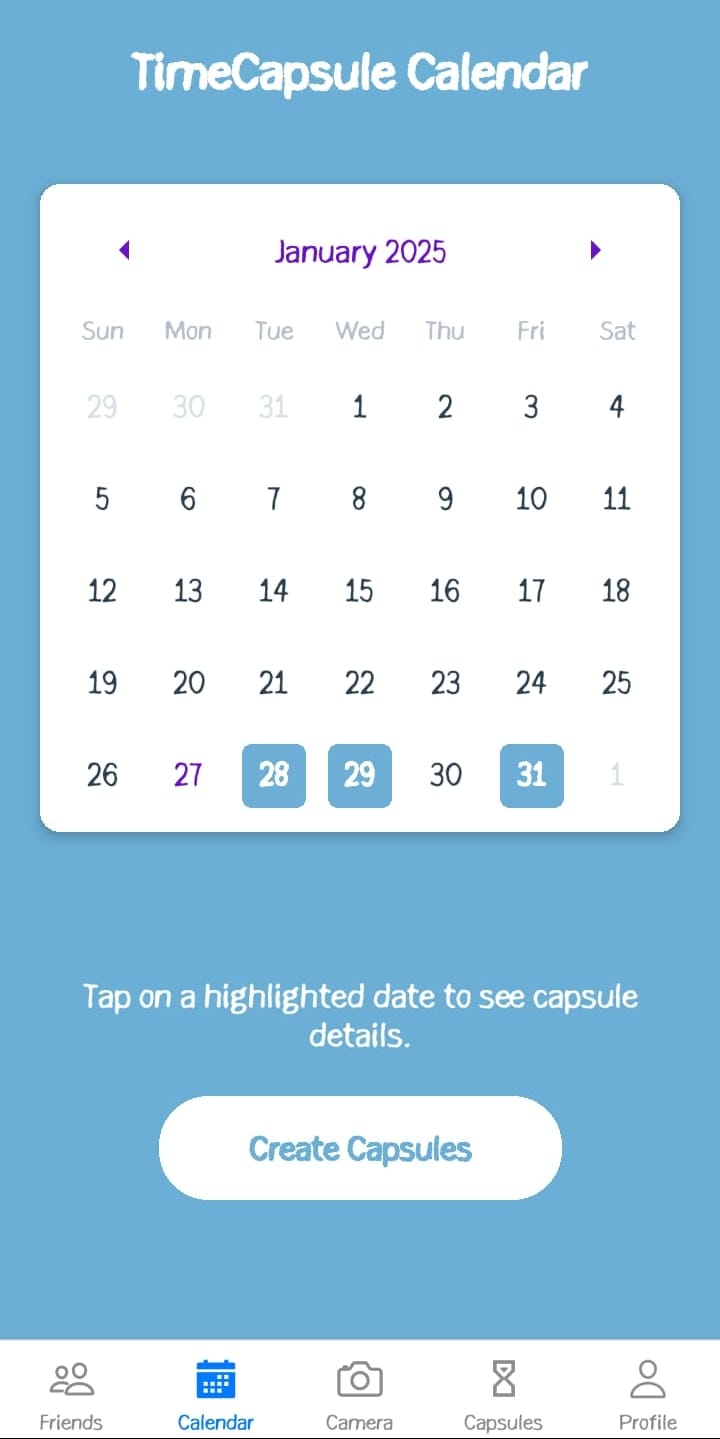 TimeCapsule Calendar
January 2025
Sun Mon Tue Wed Thu Fri Sat
29 30 31 1 2 3 4
5 6 7 8 9 10 11
12 13 14 15 16 17 18
19 20 21 22 23 24 25
26 27 28 29 30 31 1
Tap on a highlighted date to see capsule
details.
Create Capsules
Friends Calendar Camera Capsules Profile